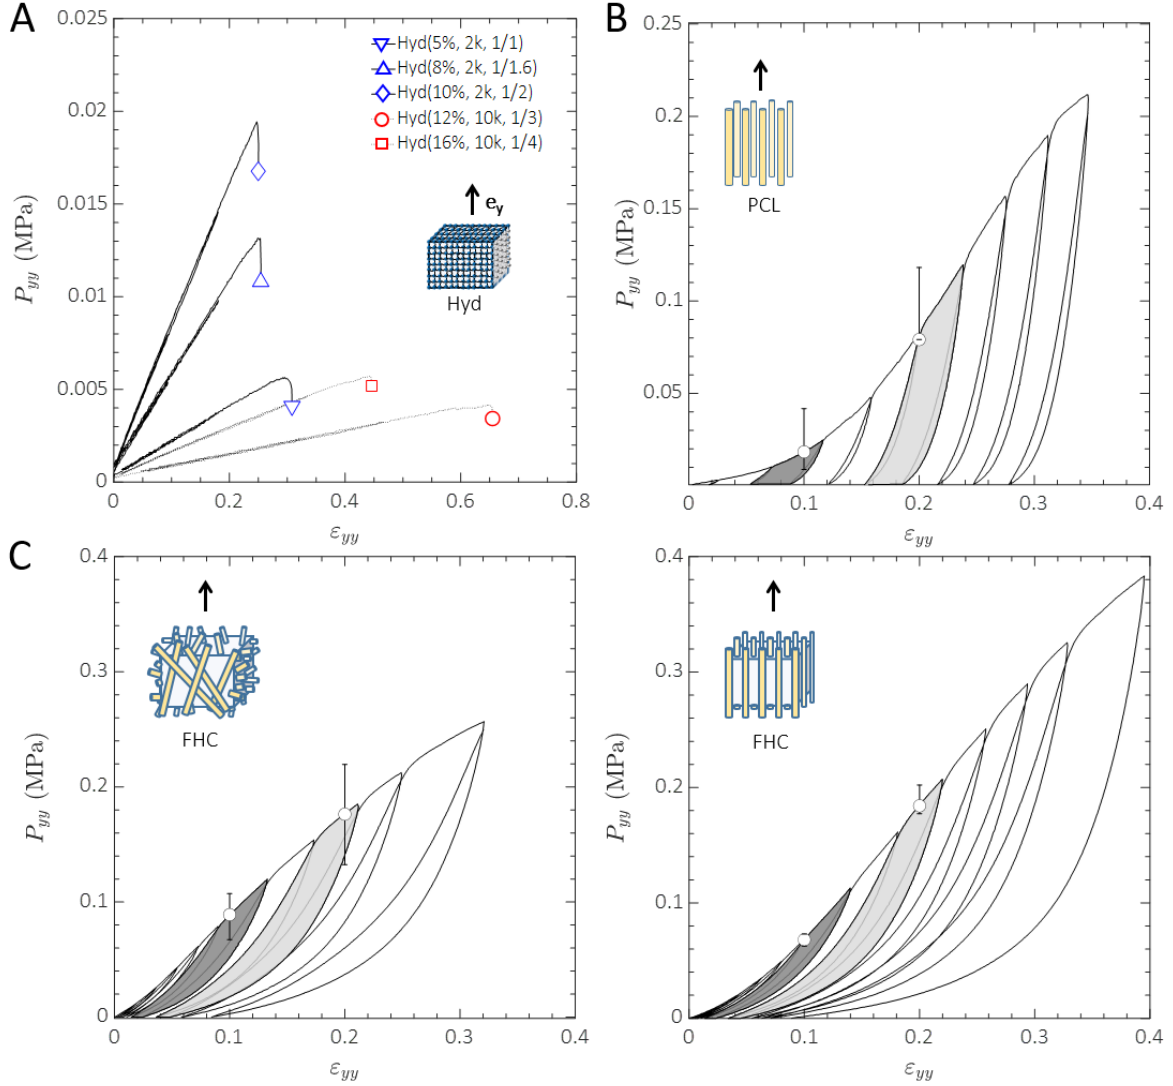 A
0.025
0.02
0.015
0.01
0.005
0
P_yy (MPa)
Hyd(5%, 2k, 1/1)
Hyd(8%, 2k, 1/1.6)
Hyd(10%, 2k, 1/2)
Hyd(12%, 10k, 1/3)
Hyd(16%, 10k, 1/4)
e_y
Hyd
0 0.2 0.4 0.6 0.8
ε_yy
B
0.25
0.2
0.15
0.1
0.05
P_yy (MPa)
PCL
0.1 0.2 0.3 0.4
ε_yy
C
0.4
0.3
0.2
0.1
0
P_yy (MPa)
FHC
0 0.1 0.2 0.3 0.4
ε_yy
0.4
0.3
0.2
0.1
0
P_yy (MPa)
FHC
0 0.1 0.2 0.3 0.4
ε_yy